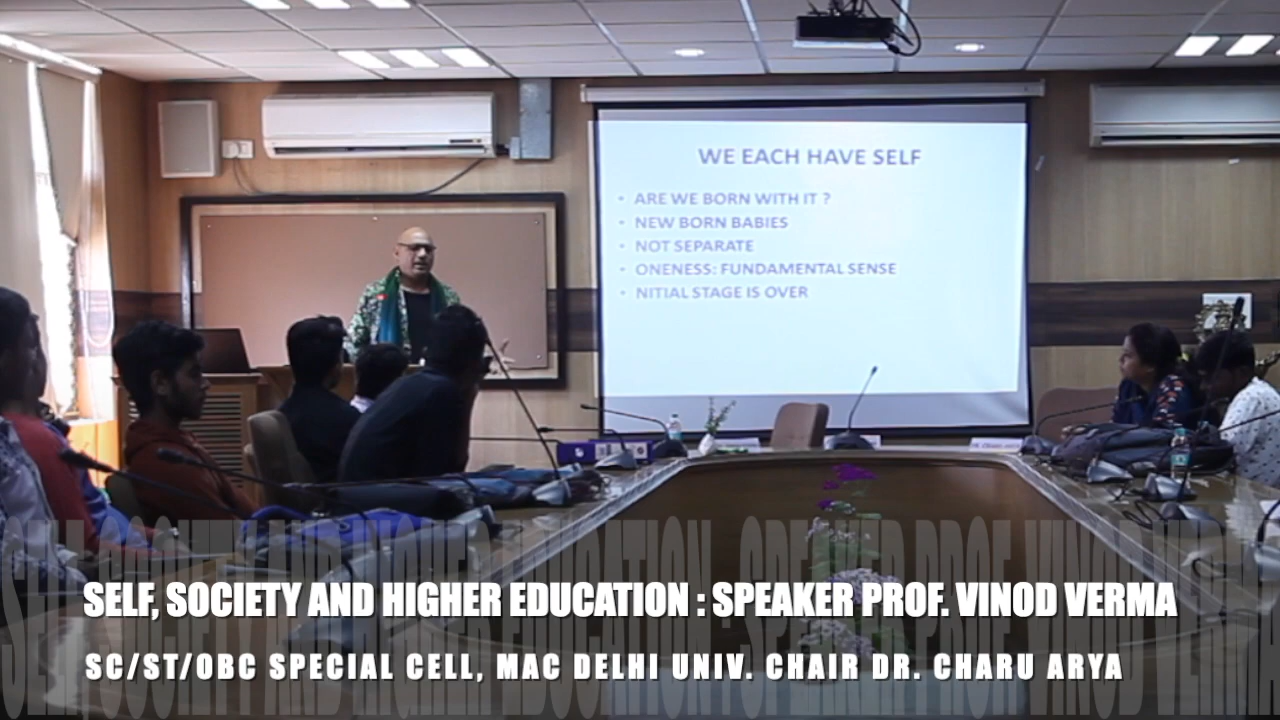 WE EACH HAVE SELF
• ARE WE BORN WITH IT ?
• NEW BORN BABIES
• NOT SEPARATE
• ONENESS: FUNDAMENTAL SENSE
• NITIAL STAGE IS OVER
SELF, SOCIETY AND HIGHER EDUCATION : SPEAKER PROF. VINOD VERMA
SC/ST/OBC SPECIAL CELL, MAC DELHI UNIV. CHAIR DR. CHARU ARYA